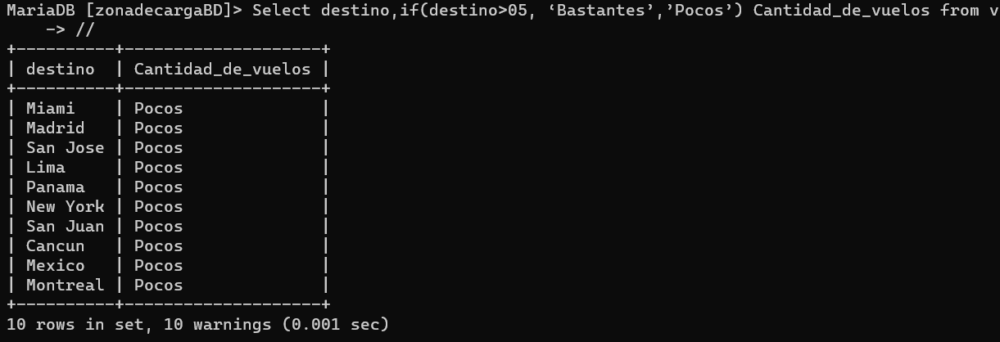 MariaDB [zonadecargaBD]> Select destino,if(destino>05, ‘Bastantes’,’Pocos’) Cantidad_de_vuelos from v
    -> //
+----------+--------------------+
| destino  | Cantidad_de_vuelos |
+----------+--------------------+
| Miami    | Pocos              |
| Madrid   | Pocos              |
| San Jose | Pocos              |
| Lima     | Pocos              |
| Panama   | Pocos              |
| New York | Pocos              |
| San Juan | Pocos              |
| Cancun   | Pocos              |
| Mexico   | Pocos              |
| Montreal | Pocos              |
+----------+--------------------+
10 rows in set, 10 warnings (0.001 sec)